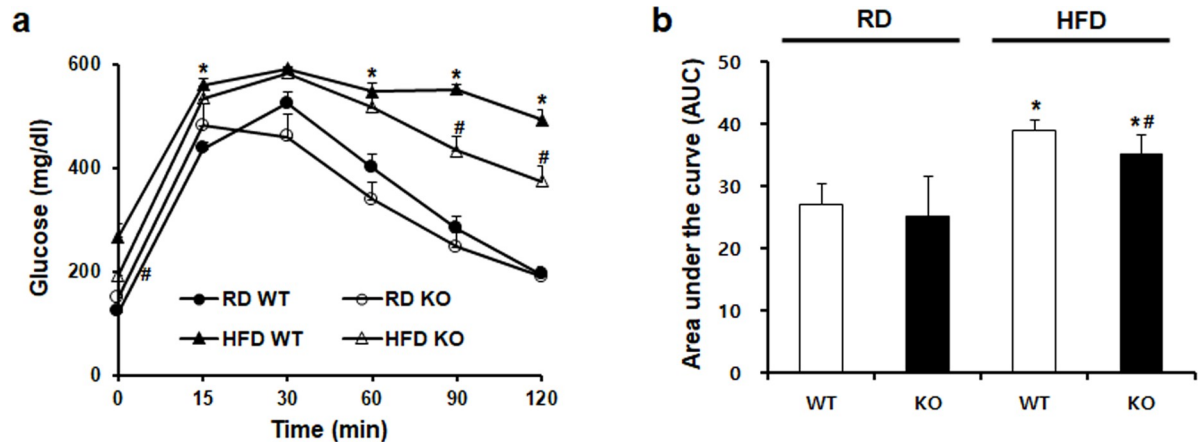 a
600
400
200
0
Glucose (mg/dl)
*
*
*
*
#
#
#
RD WT
RD KO
HFD WT
HFD KO
0 15 30 60 90 120
Time (min)
b
RD HFD
50
40
30
20
10
0
Area under the curve (AUC)
*
*#
WT KO WT KO